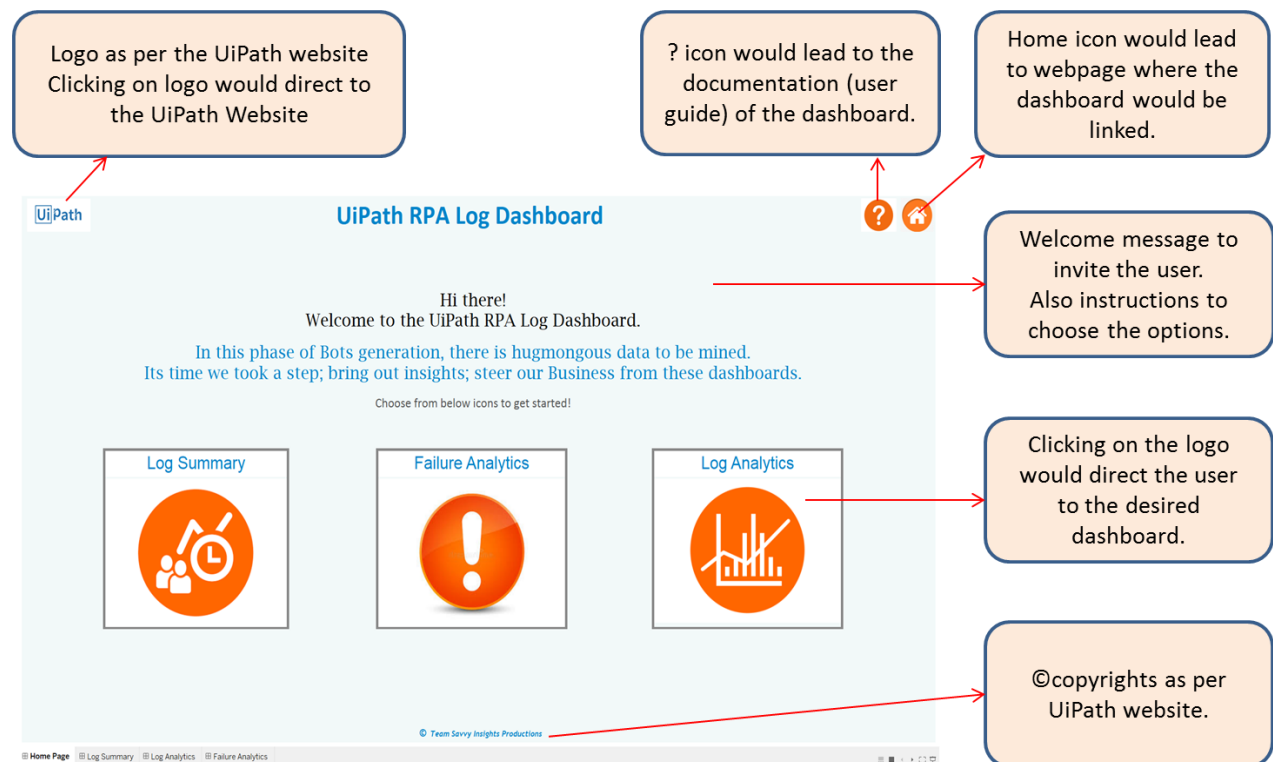 Logo as per the UiPath website
Clicking on logo would direct to
the UiPath Website
? icon would lead to the
documentation (user
guide) of the dashboard.
Home icon would lead
to webpage where the
dashboard would be
linked.
UiPath
UiPath RPA Log Dashboard
?
Welcome message to
invite the user.
Also instructions to
choose the options.
Hi there!
Welcome to the UiPath RPA Log Dashboard.
In this phase of Bots generation, there is hugmongous data to be mined.
Its time we took a step; bring out insights; steer our Business from these dashboards.
Choose from below icons to get started!
Log Summary
Failure Analytics
Log Analytics
!
Clicking on the logo
would direct the user
to the desired
dashboard.
©copyrights as per
UiPath website.
© Team Savvy Insights Productions
Home Page Log Summary Log Analytics Failure Analytics